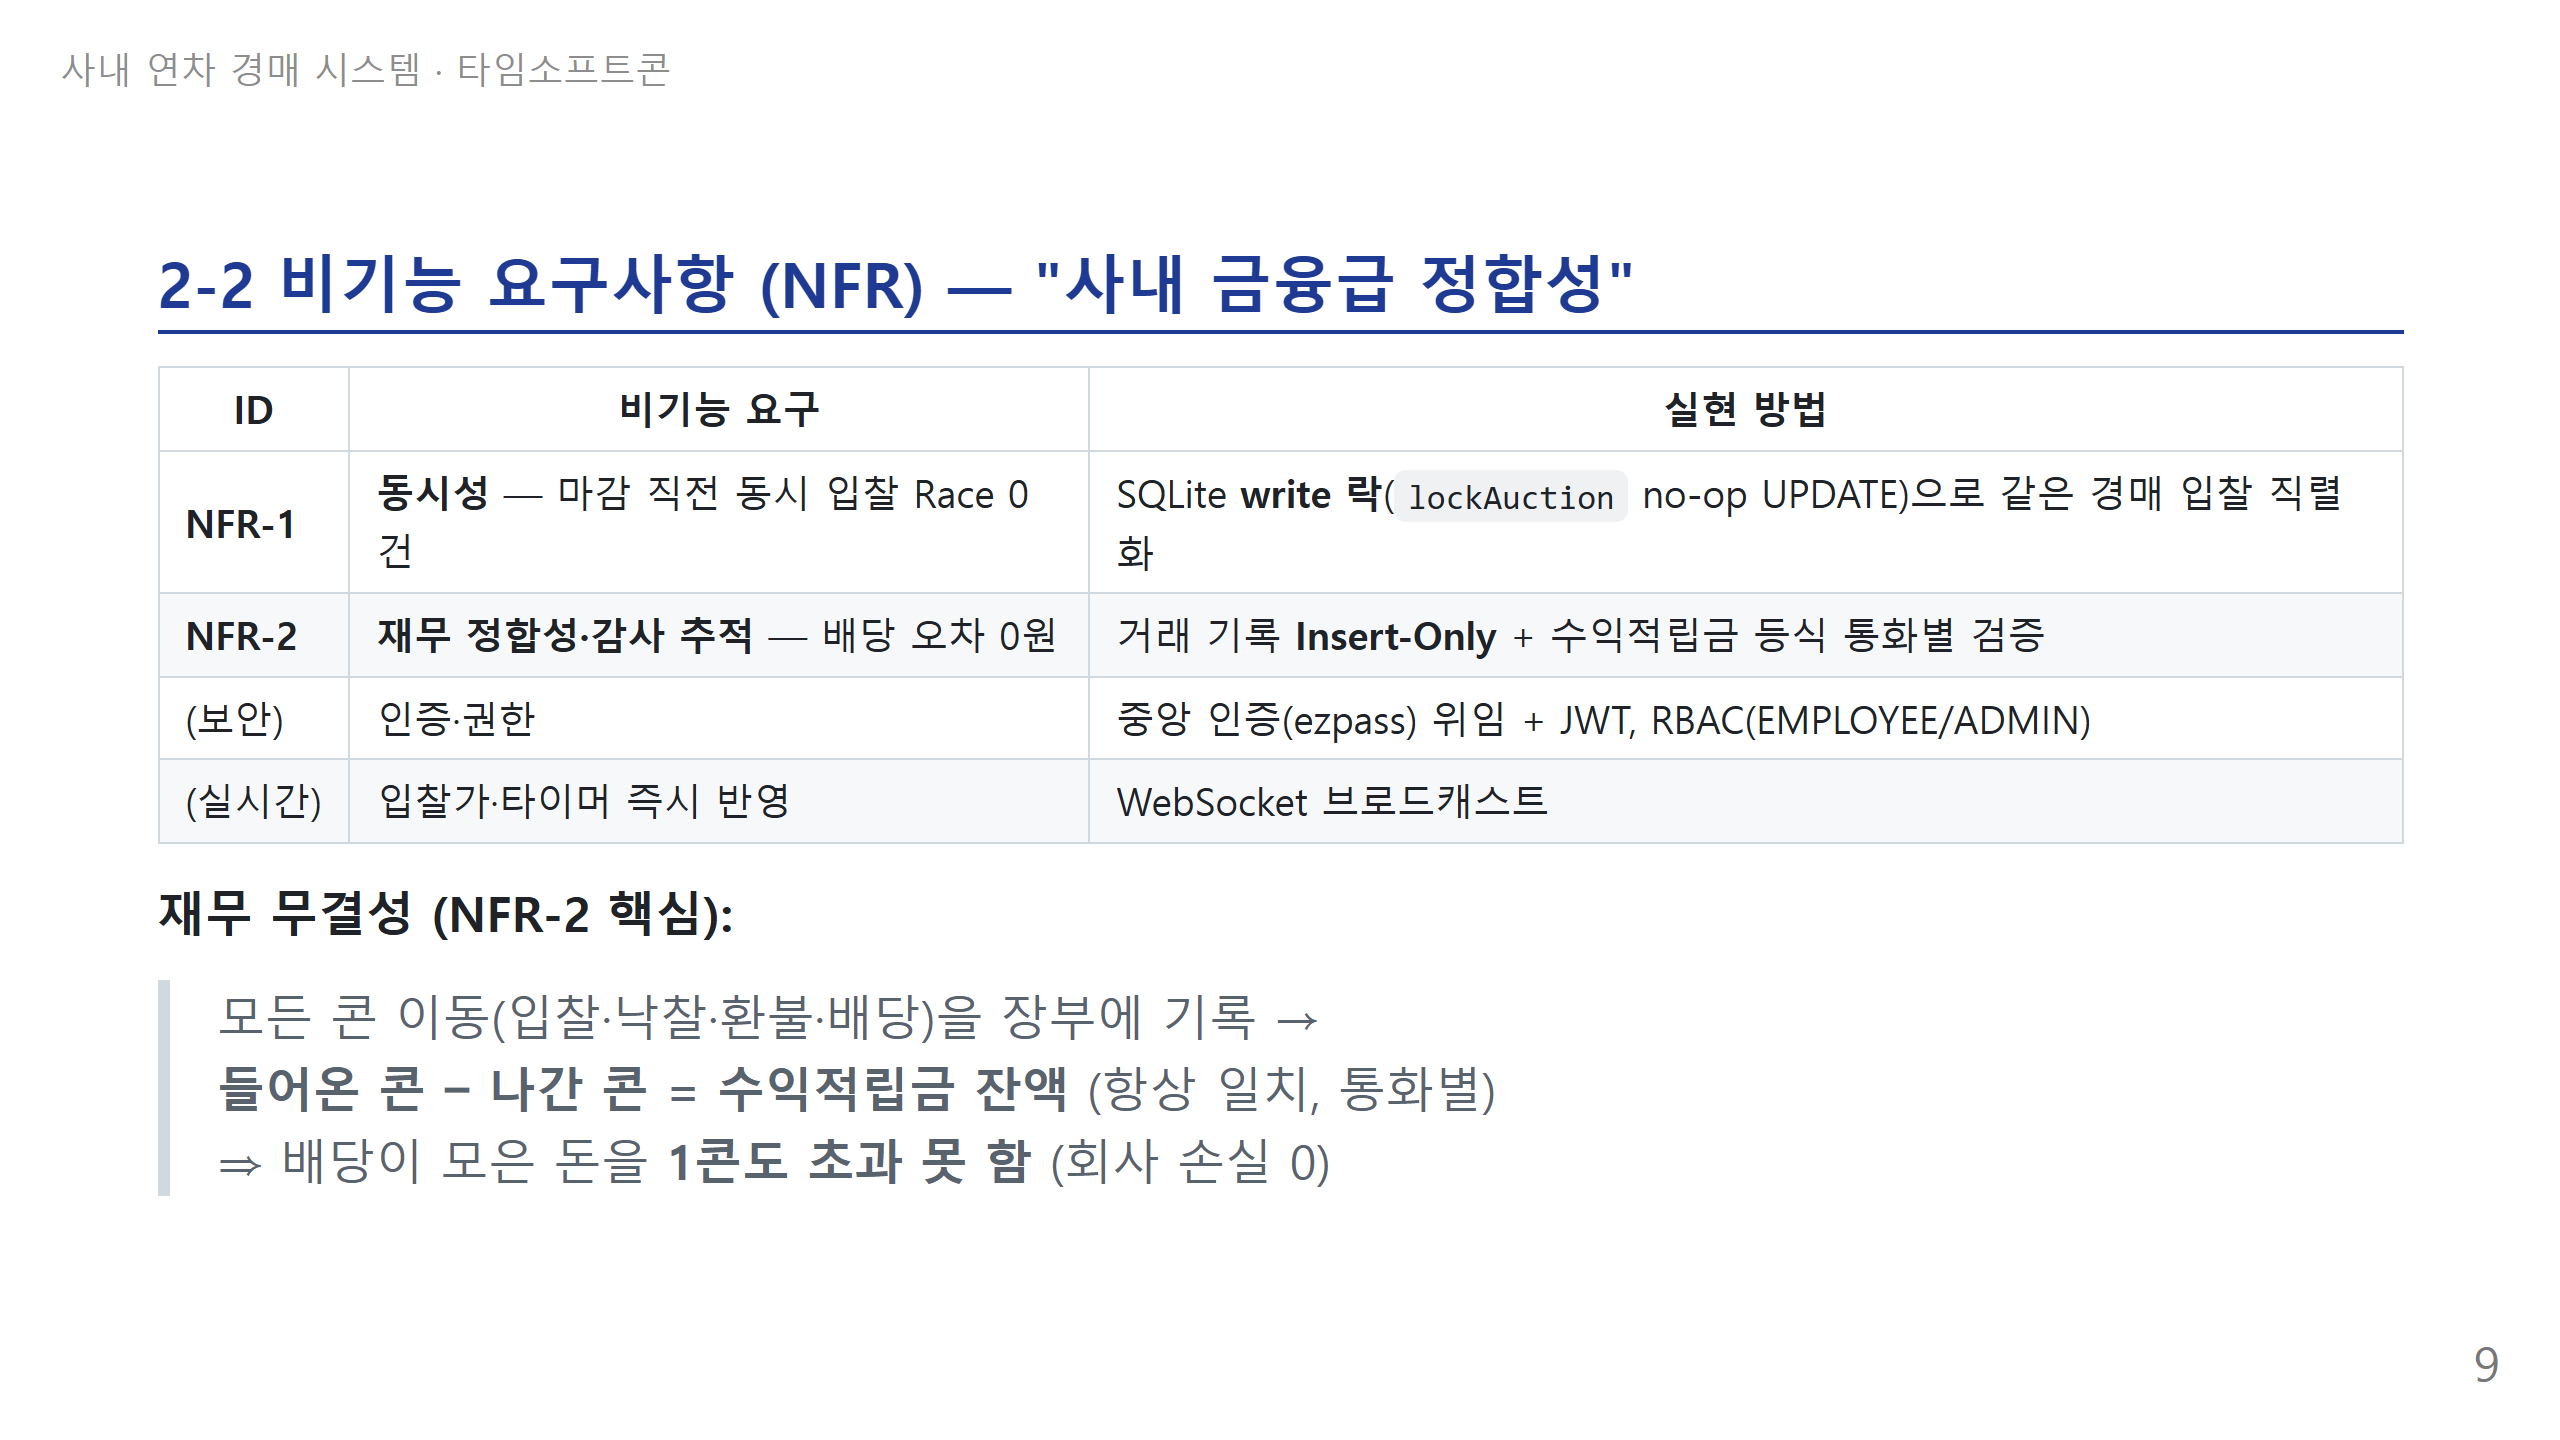 사내 연차 경매 시스템 · 타임소프트콘
2-2 비기능 요구사항 (NFR) — "사내 금융급 정합성"
ID 비기능 요구 실현 방법
NFR-1 동시성 — 마감 직전 동시 입찰 Race 0
건
SQLite write 락( lockAuction no-op UPDATE)으로 같은 경매 입찰 직렬
화
NFR-2 재무 정합성·감사 추적 — 배당 오차 0원 거래 기록 Insert-Only + 수익적립금 등식 통화별 검증
(보안) 인증·권한 중앙 인증(ezpass) 위임 + JWT, RBAC(EMPLOYEE/ADMIN)
(실시간) 입찰가·타이머 즉시 반영 WebSocket 브로드캐스트
재무 무결성 (NFR-2 핵심):
모든 콘 이동(입찰·낙찰·환불·배당)을 장부에 기록 →
들어온 콘 − 나간 콘 = 수익적립금 잔액 (항상 일치, 통화별)
⇒ 배당이 모은 돈을 1콘도 초과 못 함 (회사 손실 0)
9